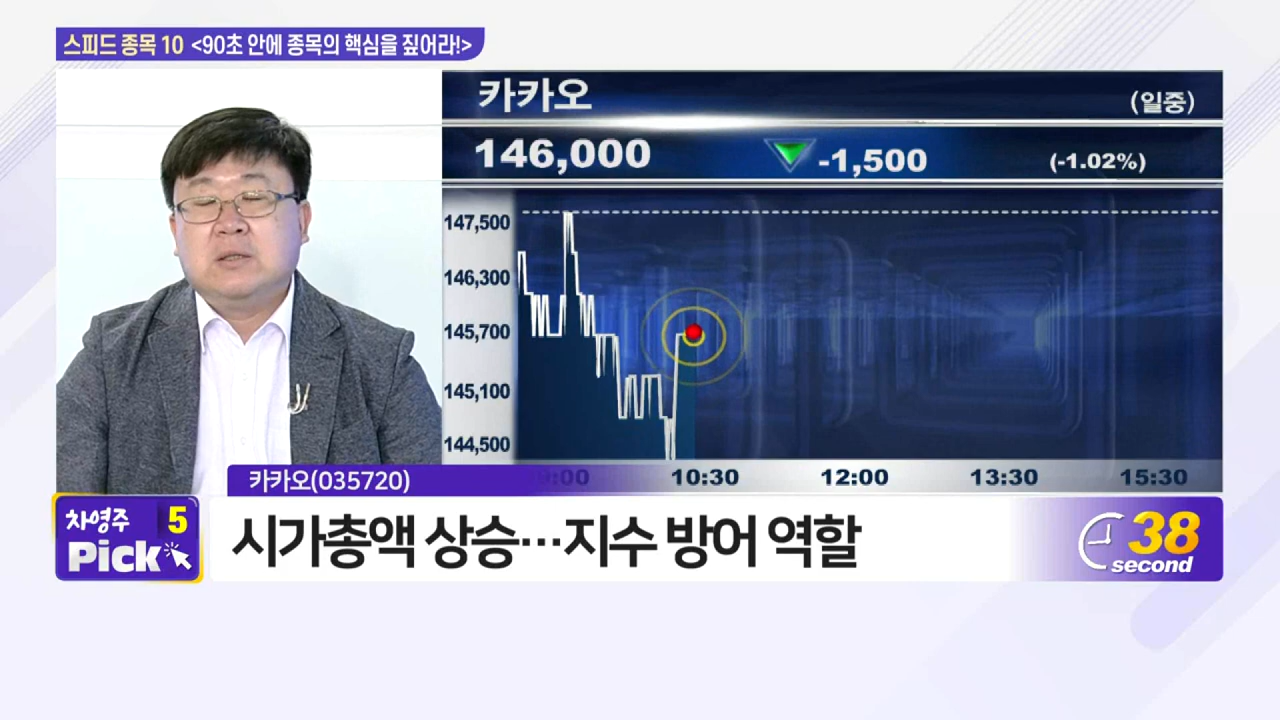 스피드 종목 10 <90초 안에 종목의 핵심을 짚어라!>
카카오
(일중)
146,000
-1,500
(-1.02%)
147,500
146,300
145,700
145,100
144,500
09:00
10:30
12:00
13:30
15:30
카카오(035720)
차영주 5
Pick
시가총액 상승…지수 방어 역할
38
second